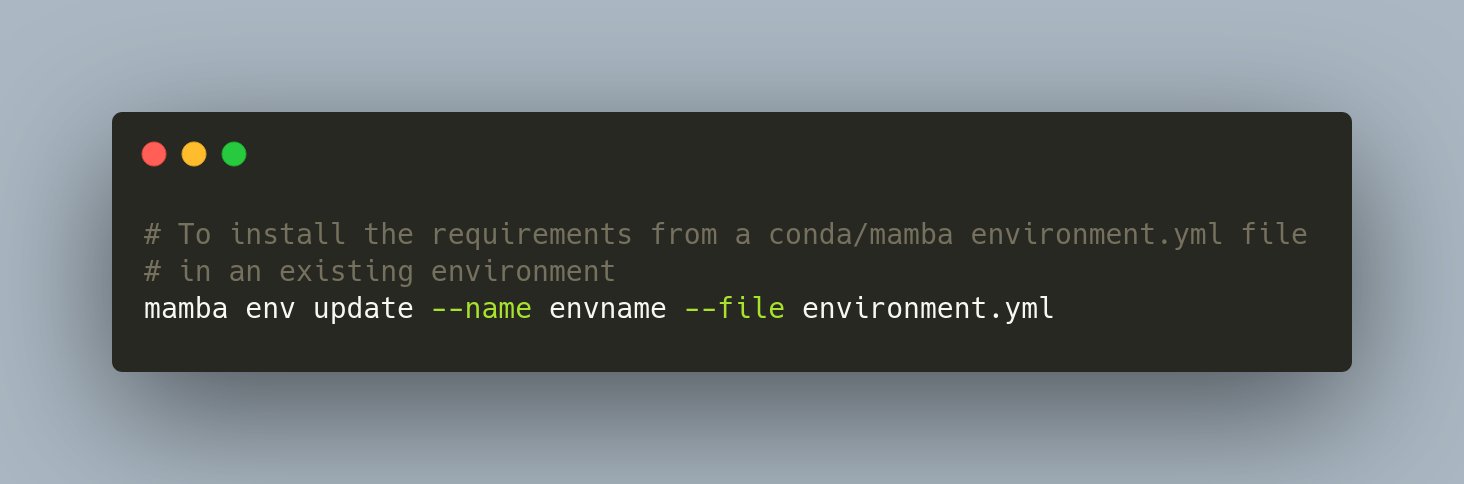 # To install the requirements from a conda/mamba environment.yml file
# in an existing environment
mamba env update --name envname --file environment.yml